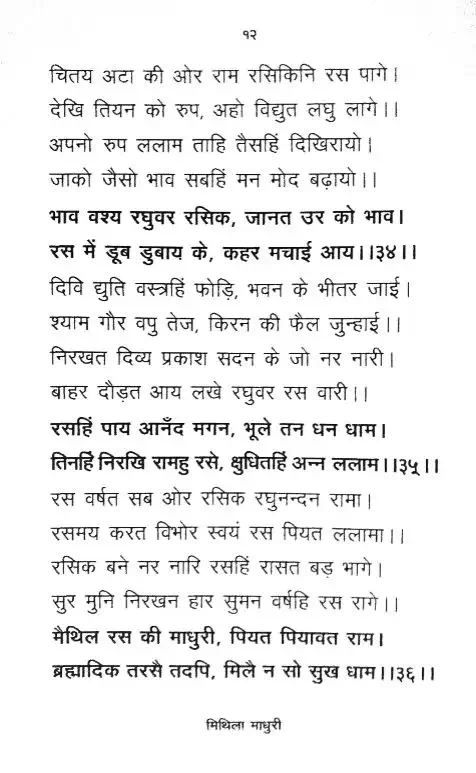 १२
चितय अटा की ओर राम रसिकिनि रस पागे।
देखि तियन को रुप, अहो विद्युत लघु लागे।।
अपनो रुप ललाम ताहि तैसहिं दिखिरायो।
जाको जैसो भाव सबहिं मन मोद बढ़ायो।।
भाव वश्य रघुवर रसिक, जानत उर को भाव।
रस में डूब डुबाय के, कहर मचाई आय।।३४।।
दिवि द्युति वस्त्रहिं फोड़ि, भवन के भीतर जाई।
श्याम गौर वपु तेज, किरन की फैल जुन्हाई।।
निरखत दिव्य प्रकाश सदन के जो नर नारी।
बाहर दौड़त आय लखे रघुवर रस वारी।।
रसहिं पाय आनँद मगन, भूले तन धन धाम।
तिनहिं निरखि रामहु रसे, क्षुधितहिं अन्न ललाम।।३५।।
रस वर्षत सब ओर रसिक रघुनन्दन रामा।
रसमय करत विभोर स्वयं रस पियत ललामा।।
रसिक बने नर नारि रसहिं रासत बड़ भागे।
सुर मुनि निरखन हार सुमन वर्षहि रस रागे।।
मैथिल रस की माधुरी, पियत पियावत राम।
ब्रह्मादिक तरसै तदपि, मिलै न सो सुख धाम।।३६।।
मिथिला माधुरी